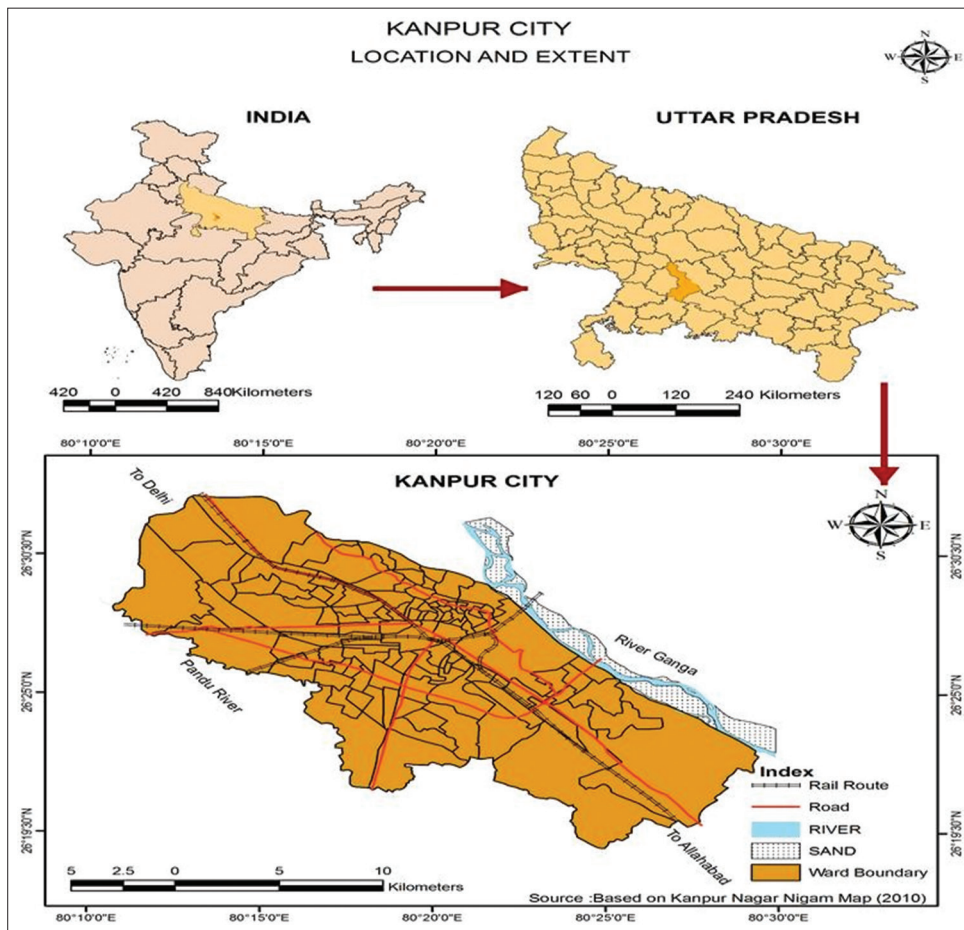 KANPUR CITY
LOCATION AND EXTENT
N
W E
S
INDIA
UTTAR PRADESH
420 0 420 840 Kilometers
120 60 0 120 240 Kilometers
80°10'0"E 80°15'0"E 80°20'0"E 80°25'0"E 80°30'0"E
KANPUR CITY
To Delhi
N
W E
S
26°30'30"N 26°30'30"N
River Ganga
Pandu River
26°25'0"N 26°25'0"N
Index
Rail Route
Road
RIVER
SAND
Ward Boundary
26°19'30"N 26°19'30"N
To Allahabad
5 2.5 0 5 10
Kilometers
Source :Based on Kanpur Nagar Nigam Map (2010)
80°10'0"E 80°15'0"E 80°20'0"E 80°25'0"E 80°30'0"E